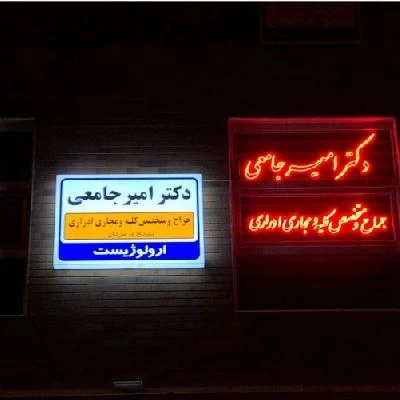 دکتر امیر جامعی
جراح و متخصص کلیه و مجاری ادراری
ارولوژیست
دکتر امیر جامعی
جراح و متخصص کلیه و مجاری ادراری